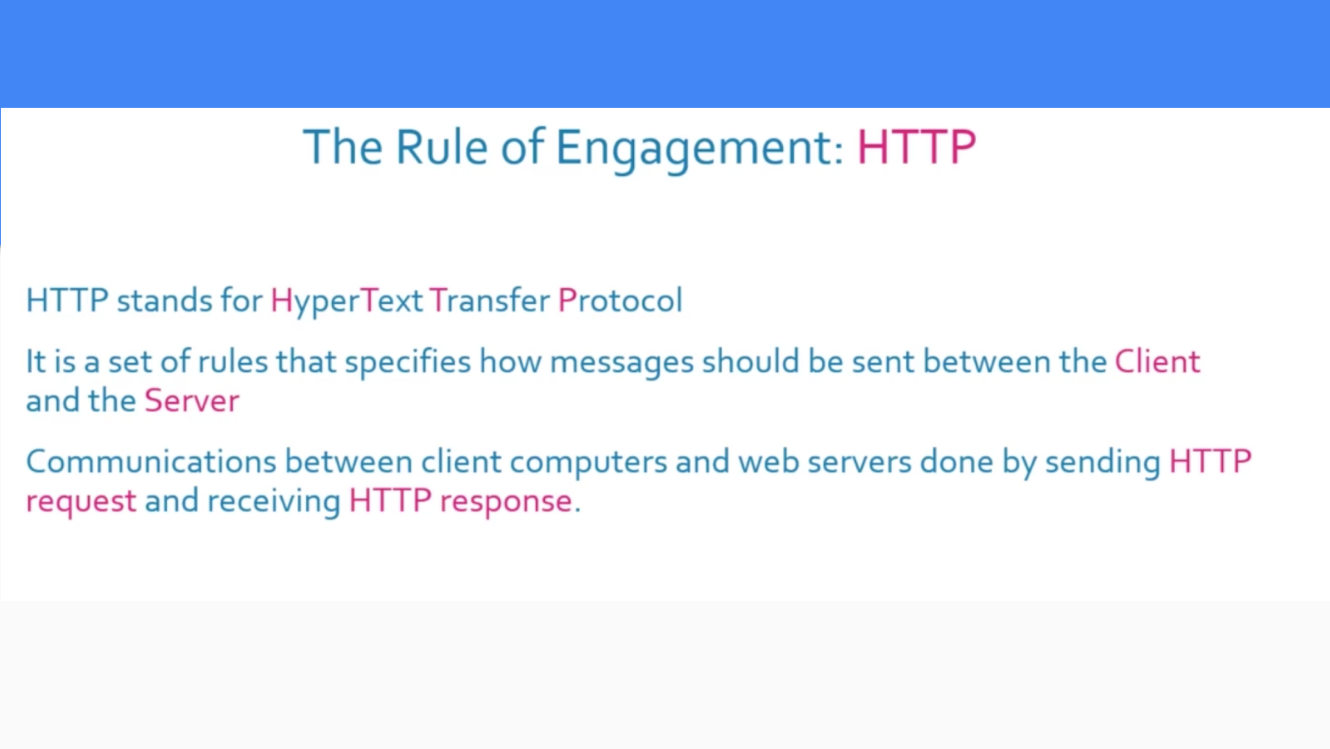 The Rule of Engagement: HTTP
HTTP stands for HyperText Transfer Protocol
It is a set of rules that specifies how messages should be sent between the Client
and the Server
Communications between client computers and web servers done by sending HTTP
request and receiving HTTP response.